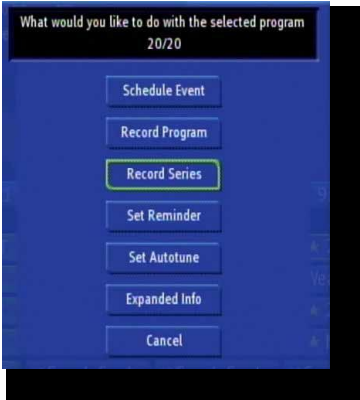 What would you like to do with the selected program
20/20
Schedule Event
Record Program
Record Series
Set Reminder
Set Autotune
Expanded Info
Cancel